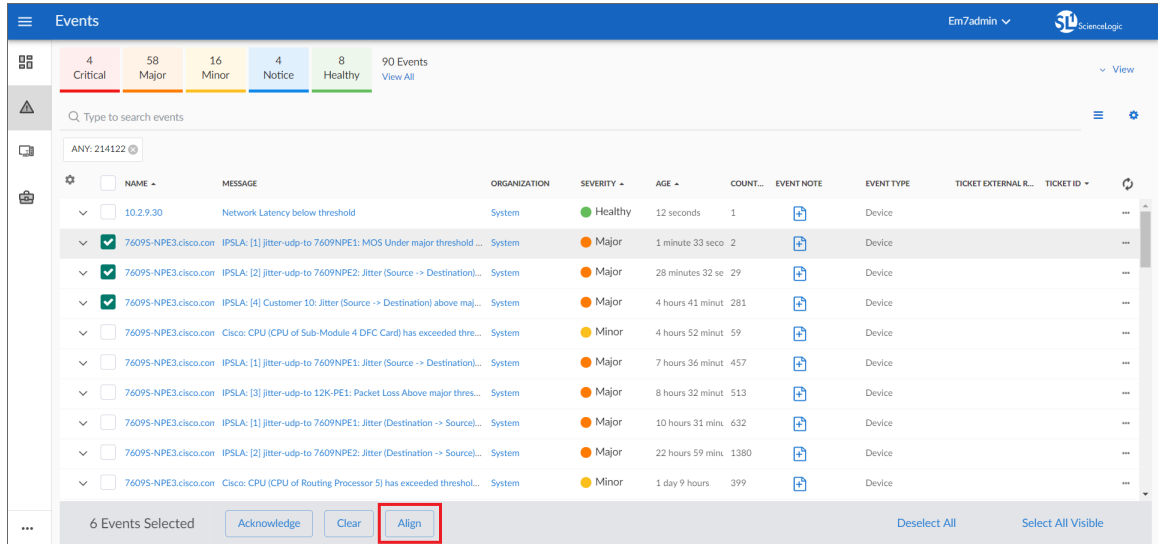 Events
Em7admin
SL ScienceLogic
4 58 16 4 8 90 Events
Critical Major Minor Notice Healthy View All
View
Type to search events
ANY: 214122
NAME MESSAGE ORGANIZATION SEVERITY AGE COUNT... EVENT NOTE EVENT TYPE TICKET EXTERNAL R... TICKET ID
10.2.9.30 Network Latency below threshold System Healthy 12 seconds 1 Device ...
7609S-NPE3.cisco.com IPSLA: [1] jitter-udp-to 7609NPE1: MOS Under major threshold ... System Major 1 minute 33 seco 2 Device ...
7609S-NPE3.cisco.com IPSLA: [2] jitter-udp-to 7609NPE2: Jitter (Source -> Destination)... System Major 28 minutes 32 se 29 Device ...
7609S-NPE3.cisco.com IPSLA: [4] Customer 10: Jitter (Source -> Destination) above maj... System Major 4 hours 41 minut 281 Device ...
7609S-NPE3.cisco.com Cisco: CPU (CPU of Sub-Module 4 DFC Card) has exceeded thre... System Minor 4 hours 52 minut 59 Device ...
7609S-NPE3.cisco.com IPSLA: [1] jitter-udp-to 7609NPE1: Jitter (Source -> Destination)... System Major 7 hours 36 minut 457 Device ...
7609S-NPE3.cisco.com IPSLA: [3] jitter-udp-to 12K-PE1: Packet Loss Above major thres... System Major 8 hours 32 minut 513 Device ...
7609S-NPE3.cisco.com IPSLA: [1] jitter-udp-to 7609NPE1: Jitter (Destination -> Source)... System Major 10 hours 31 minu 632 Device ...
7609S-NPE3.cisco.com IPSLA: [2] jitter-udp-to 7609NPE2: Jitter (Destination -> Source)... System Major 22 hours 59 minu 1380 Device ...
7609S-NPE3.cisco.com Cisco: CPU (CPU of Routing Processor 5) has exceeded threshol... System Minor 1 day 9 hours 399 Device ...
6 Events Selected Acknowledge Clear Align Deselect All Select All Visible